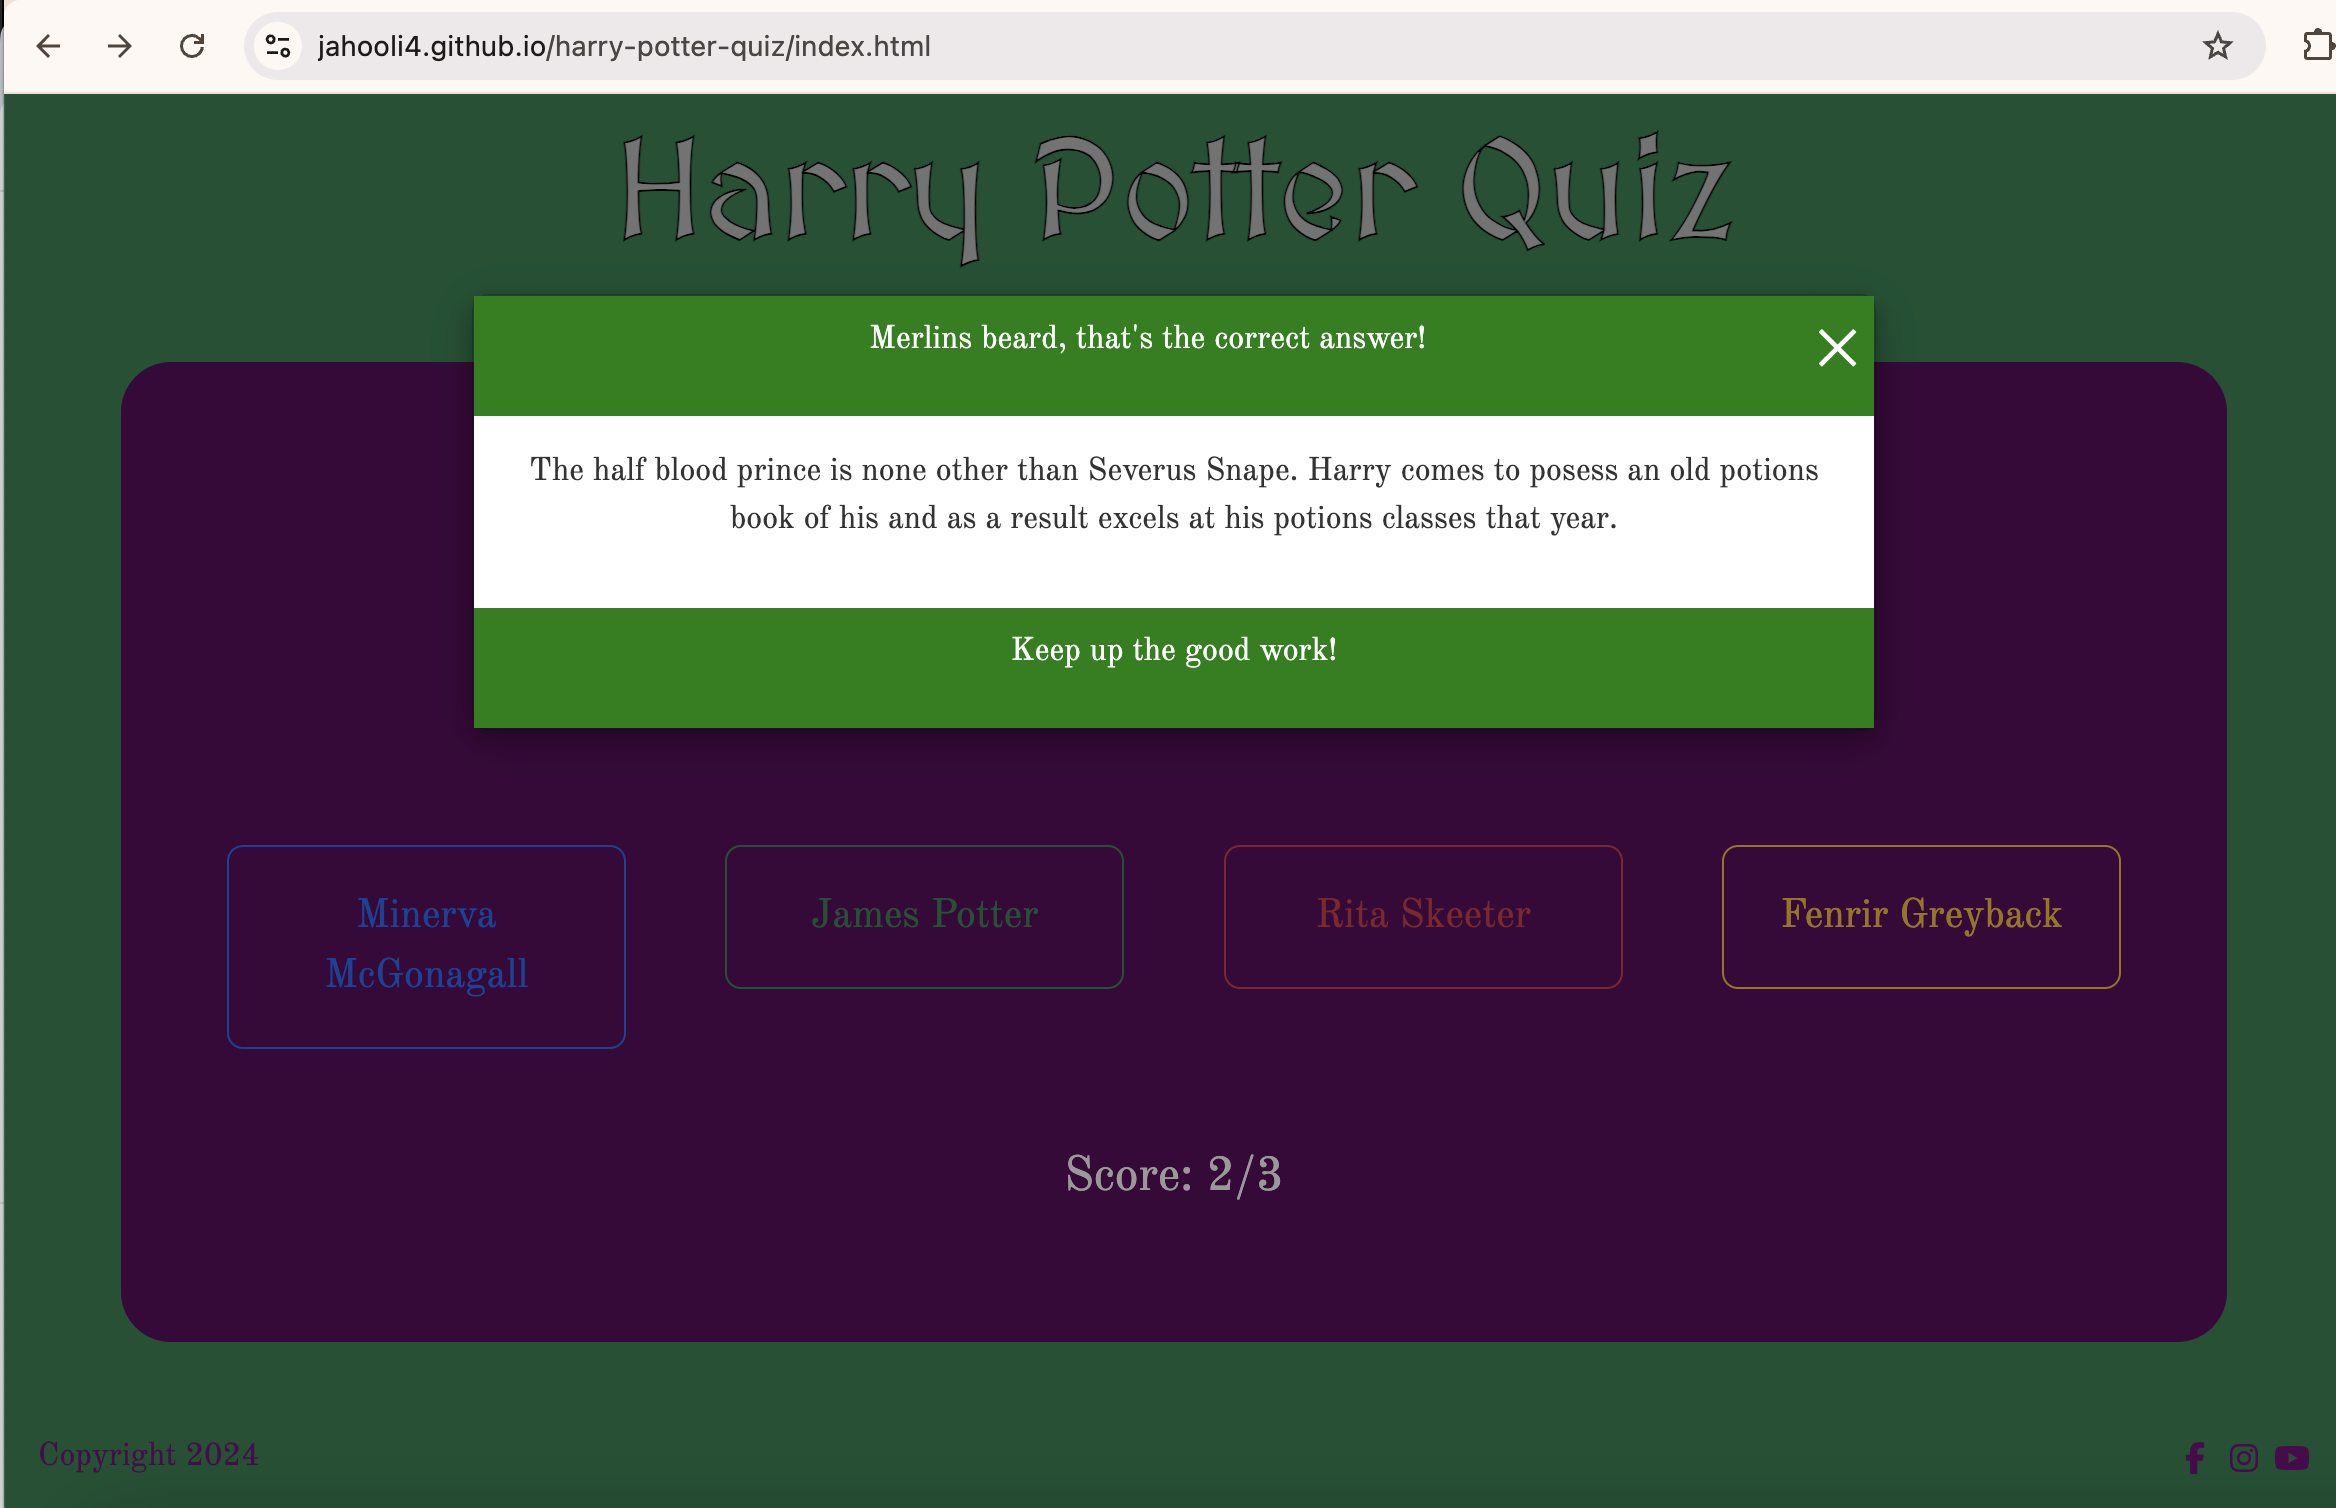 jahooli4.github.io/harry-potter-quiz/index.html
Harry Potter Quiz
Merlins beard, that's the correct answer!
The half blood prince is none other than Severus Snape. Harry comes to posess an old potions
book of his and as a result excels at his potions classes that year.
Keep up the good work!
Minerva
McGonagall
James Potter
Rita Skeeter
Fenrir Greyback
Score: 2/3
Copyright 2024